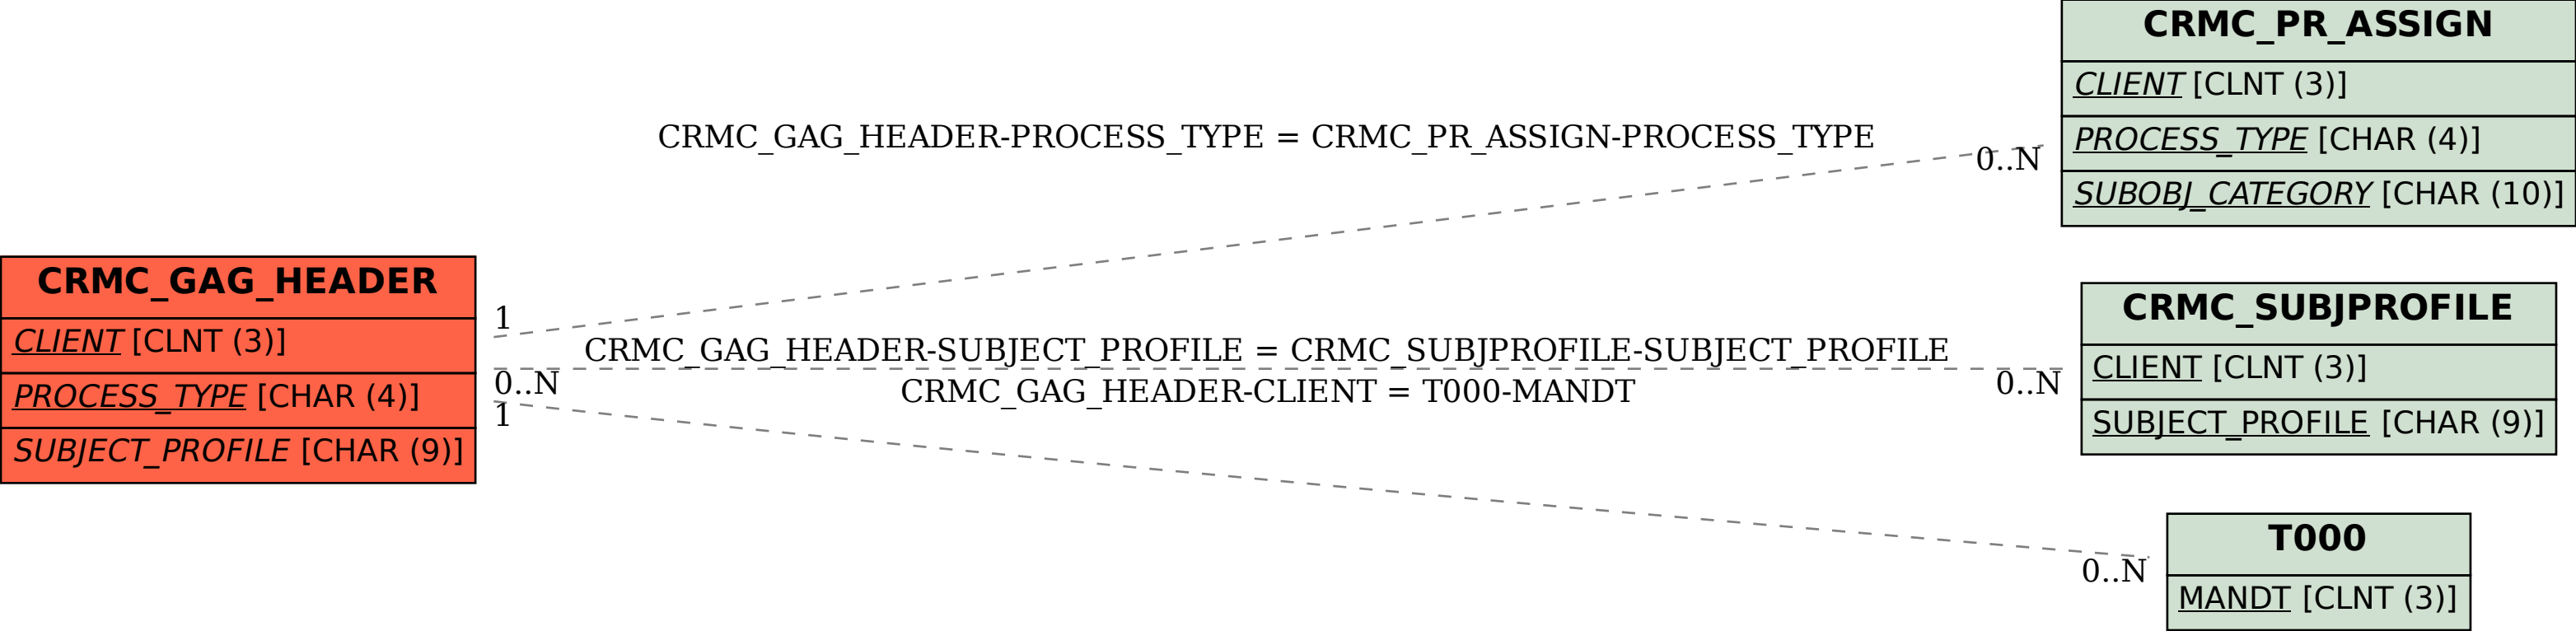 CRMC_PR_ASSIGN
CLIENT [CLNT (3)]
PROCESS_TYPE [CHAR (4)]
SUBOBJ_CATEGORY [CHAR (10)]
CRMC_GAG_HEADER-PROCESS_TYPE = CRMC_PR_ASSIGN-PROCESS_TYPE
0..N
CRMC_GAG_HEADER
CLIENT [CLNT (3)]
PROCESS_TYPE [CHAR (4)]
SUBJECT_PROFILE [CHAR (9)]
1
CRMC_GAG_HEADER-SUBJECT_PROFILE = CRMC_SUBJPROFILE-SUBJECT_PROFILE
0..N
0..N
CRMC_GAG_HEADER-CLIENT = T000-MANDT
1
0..N
CRMC_SUBJPROFILE
CLIENT [CLNT (3)]
SUBJECT_PROFILE [CHAR (9)]
T000
MANDT [CLNT (3)]